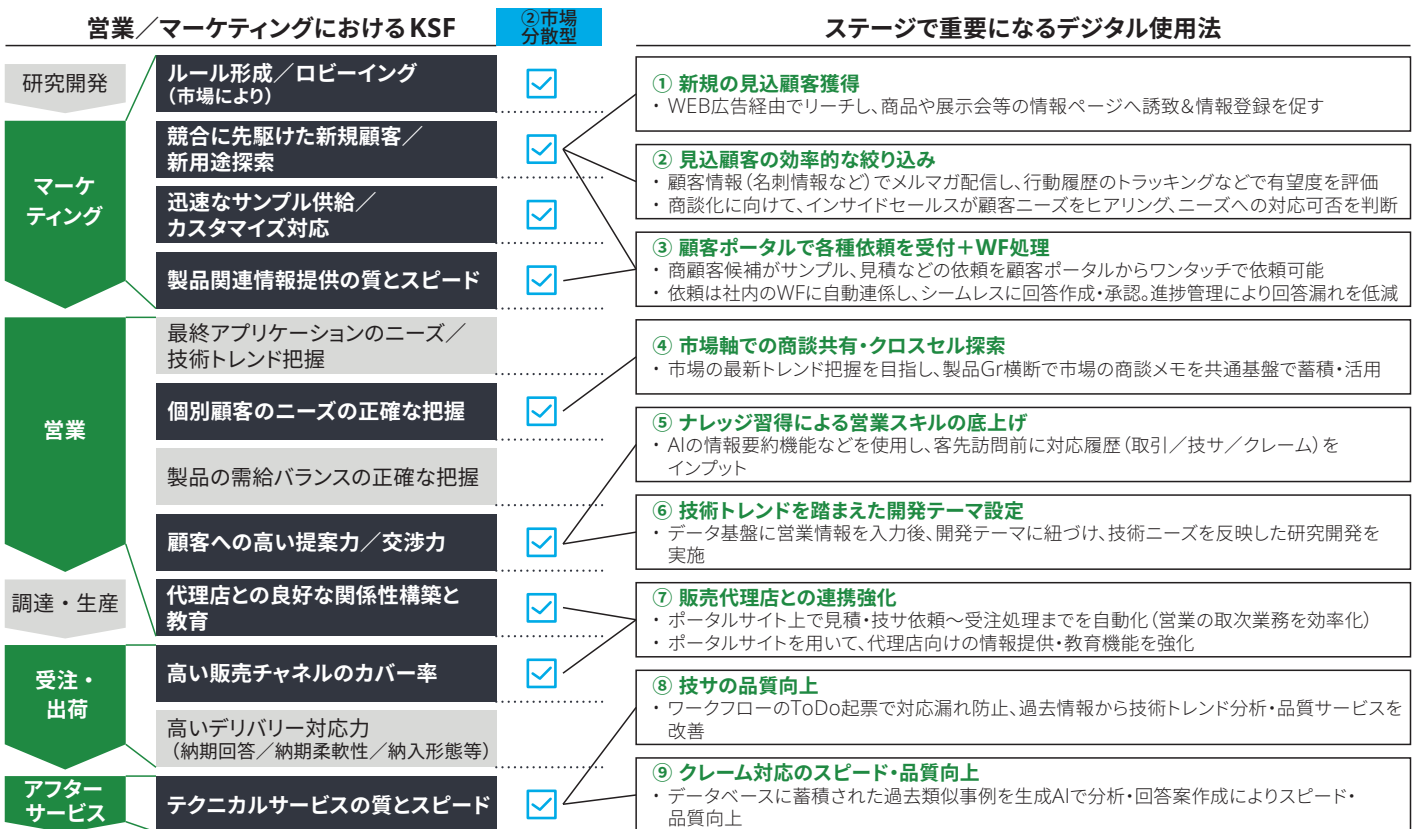 営業／マーケティングにおけるKSF
②市場
分散型
ステージで重要になるデジタル使用法
研究開発
マーケ
ティング
営業
調達・生産
受注・
出荷
アフター
サービス
ルール形成／ロビーイング
（市場により）
競合に先駆けた新規顧客／
新用途探索
迅速なサンプル供給／
カスタマイズ対応
製品関連情報提供の質とスピード
最終アプリケーションのニーズ／
技術トレンド把握
個別顧客のニーズの正確な把握
製品の需給バランスの正確な把握
顧客への高い提案力／交渉力
代理店との良好な関係性構築と
教育
高い販売チャネルのカバー率
高いデリバリー対応力
（納期回答／納期柔軟性／納入形態等）
テクニカルサービスの質とスピード
① 新規の見込顧客獲得
・ WEB広告経由でリーチし、商品や展示会等の情報ページへ誘致＆情報登録を促す
② 見込顧客の効率的な絞り込み
・ 顧客情報（名刺情報など）でメルマガ配信し、行動履歴のトラッキングなどで有望度を評価
・ 商談化に向けて、インサイドセールスが顧客ニーズをヒアリング、ニーズへの対応可否を判断
③ 顧客ポータルで各種依頼を受付＋WF処理
・ 商顧客候補がサンプル、見積などの依頼を顧客ポータルからワンタッチで依頼可能
・ 依頼は社内のWFに自動連係し、シームレスに回答作成・承認。進捗管理により回答漏れを低減
④ 市場軸での商談共有・クロスセル探索
・ 市場の最新トレンド把握を目指し、製品Gr横断で市場の商談メモを共通基盤で蓄積・活用
⑤ ナレッジ習得による営業スキルの底上げ
・ AIの情報要約機能などを使用し、客先訪問前に対応履歴（取引／技サ／クレーム）を
インプット
⑥ 技術トレンドを踏まえた開発テーマ設定
・ データ基盤に営業情報を入力後、開発テーマに紐づけ、技術ニーズを反映した研究開発を
実施
⑦ 販売代理店との連携強化
・ ポータルサイト上で見積・技サ依頼～受注処理までを自動化（営業の取次業務を効率化）
・ ポータルサイトを用いて、代理店向けの情報提供・教育機能を強化
⑧ 技サの品質向上
・ ワークフローのToDo起票で対応漏れ防止、過去情報から技術トレンド分析・品質サービスを
改善
⑨ クレーム対応のスピード・品質向上
・ データベースに蓄積された過去類似事例を生成AIで分析・回答案作成によりスピード・
品質向上